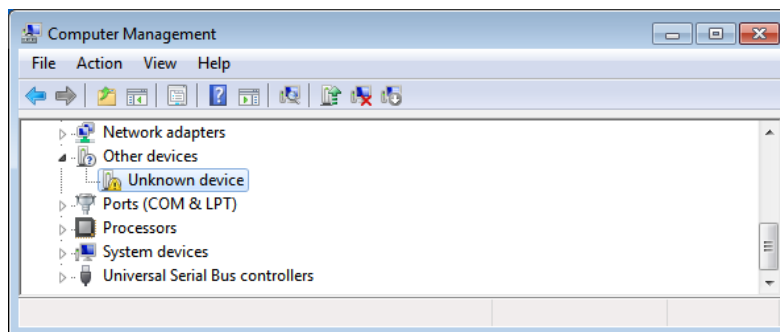 Computer Management
File Action View Help
Network adapters
Other devices
Unknown device
Ports (COM & LPT)
Processors
System devices
Universal Serial Bus controllers